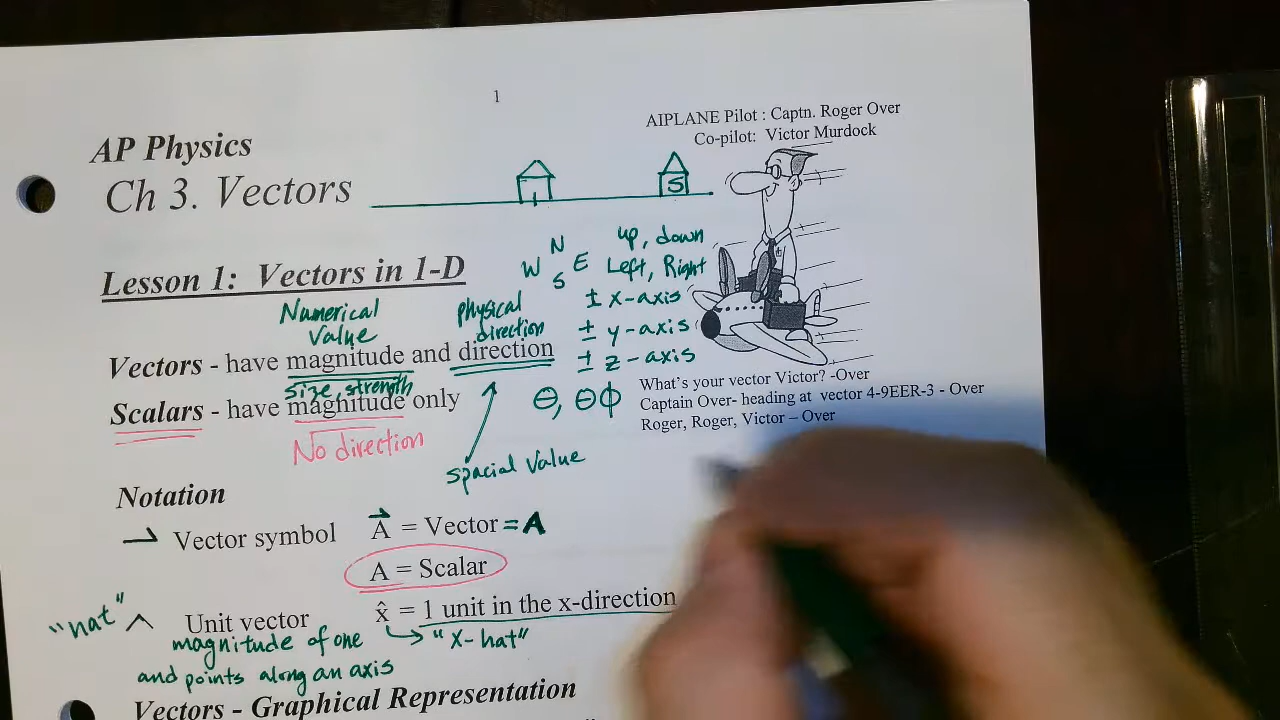 1
AIPLANE Pilot : Captn. Roger Over
Co-pilot: Victor Murdock
AP Physics
Ch 3. Vectors
S
Lesson 1: Vectors in 1-D
N
W E
S
up, down
Left, Right
± x-axis
± y-axis
± z-axis
Numerical
Value
physical
direction
Vectors - have magnitude and direction
size, strength
Scalars - have magnitude only
No direction
θ, θϕ
spacial value
What's your vector Victor? -Over
Captain Over- heading at vector 4-9EER-3 - Over
Roger, Roger, Victor – Over
Notation
⇀ Vector symbol A⃗ = Vector = A
A = Scalar
"hat" ^ Unit vector x̂ = 1 unit in the x-direction
magnitude of one
and points along an axis
"x-hat"
Vectors - Graphical Representation